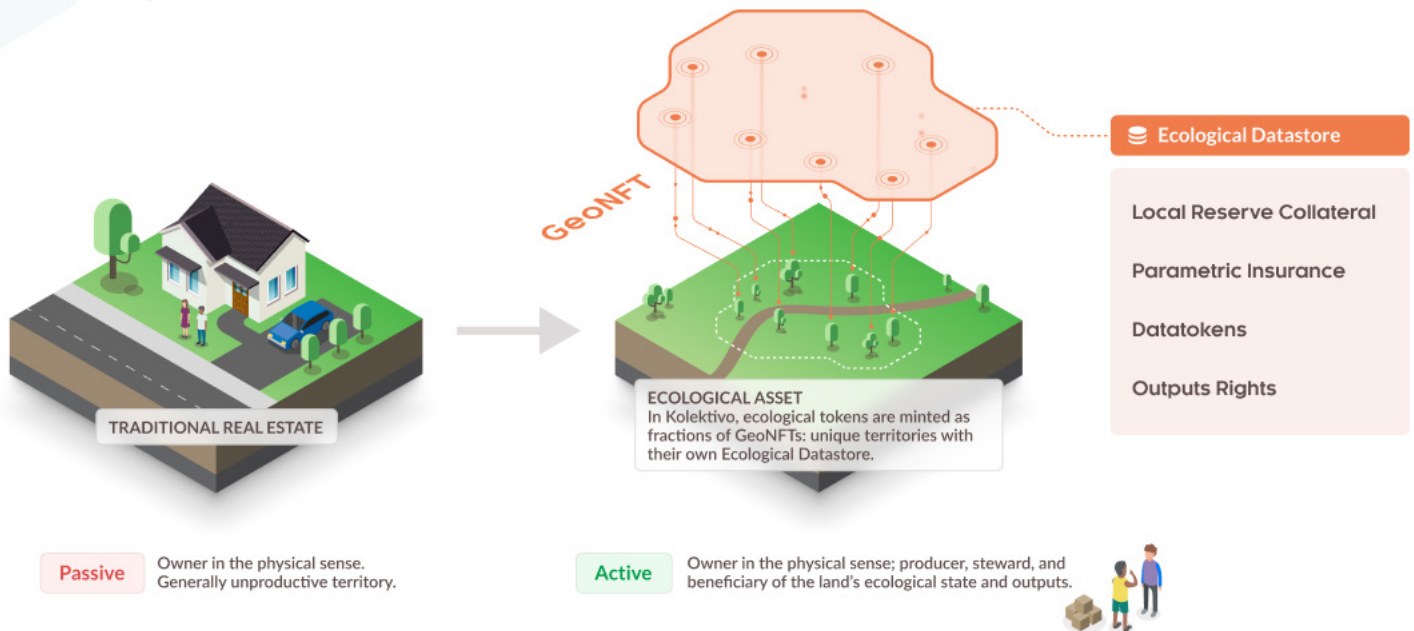 GeoNFT
Ecological Datastore
Local Reserve Collateral
Parametric Insurance
Datatokens
Outputs Rights
TRADITIONAL REAL ESTATE
ECOLOGICAL ASSET
In Kolektivo, ecological tokens are minted as
fractions of GeoNFTs: unique territories with
their own Ecological Datastore.
Passive
Owner in the physical sense.
Generally unproductive territory.
Active
Owner in the physical sense; producer, steward, and
beneficiary of the land's ecological state and outputs.